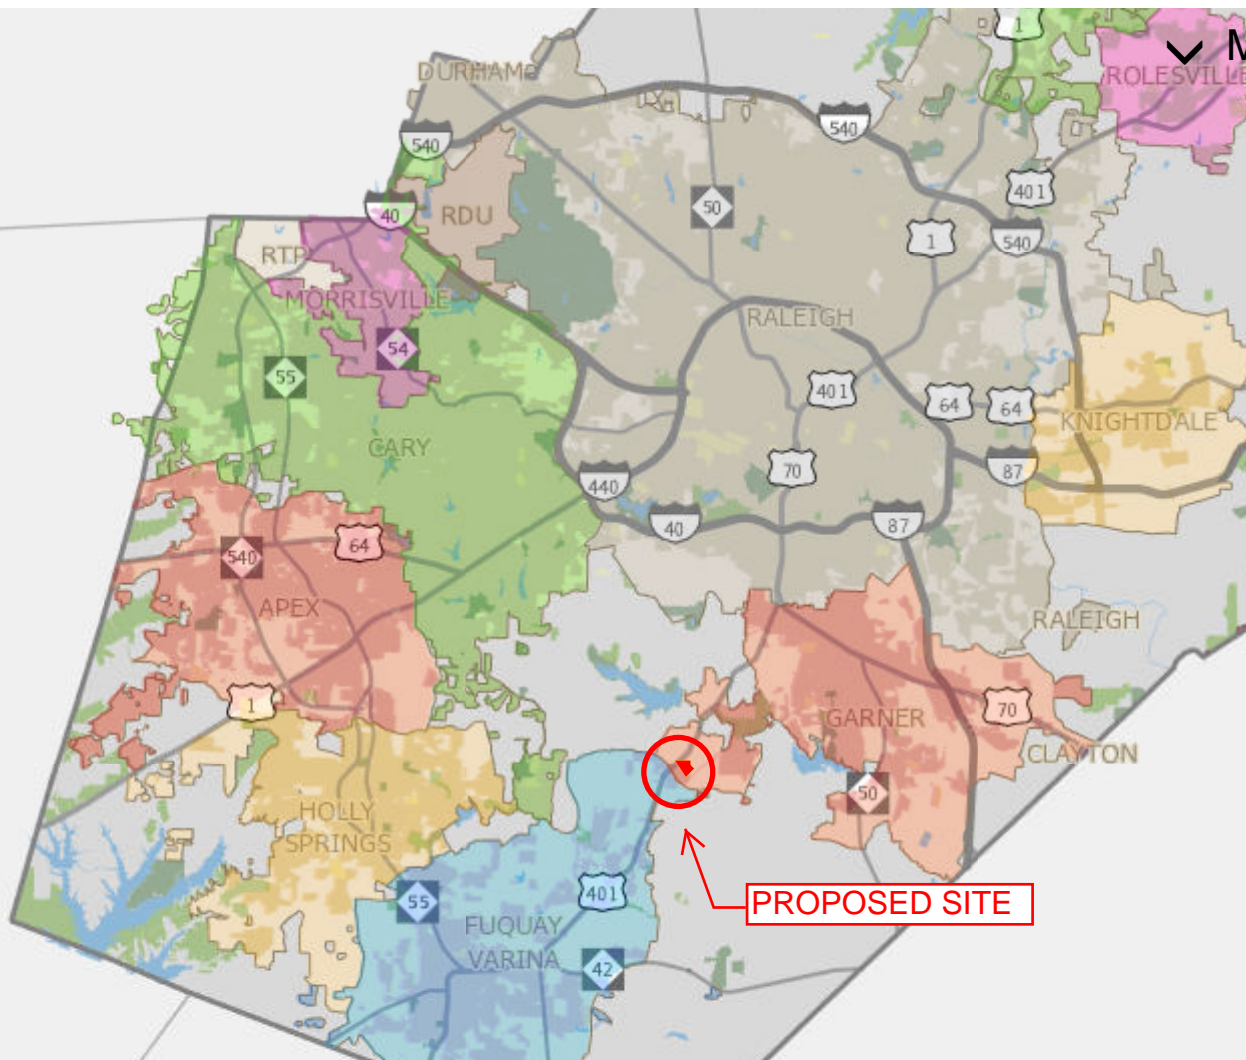 1
M
ROLESVILLE
DURHAM
540
540
401
50
40
RDU
1
540
RTP
MORRISVILLE
RALEIGH
54
55
401
64
64
CARY
KNIGHTDALE
70
87
440
40
87
540
64
APEX
RALEIGH
1
GARNER
70
CLAYTON
50
HOLLY
SPRINGS
401
55
PROPOSED SITE
FUQUAY
VARINA
42